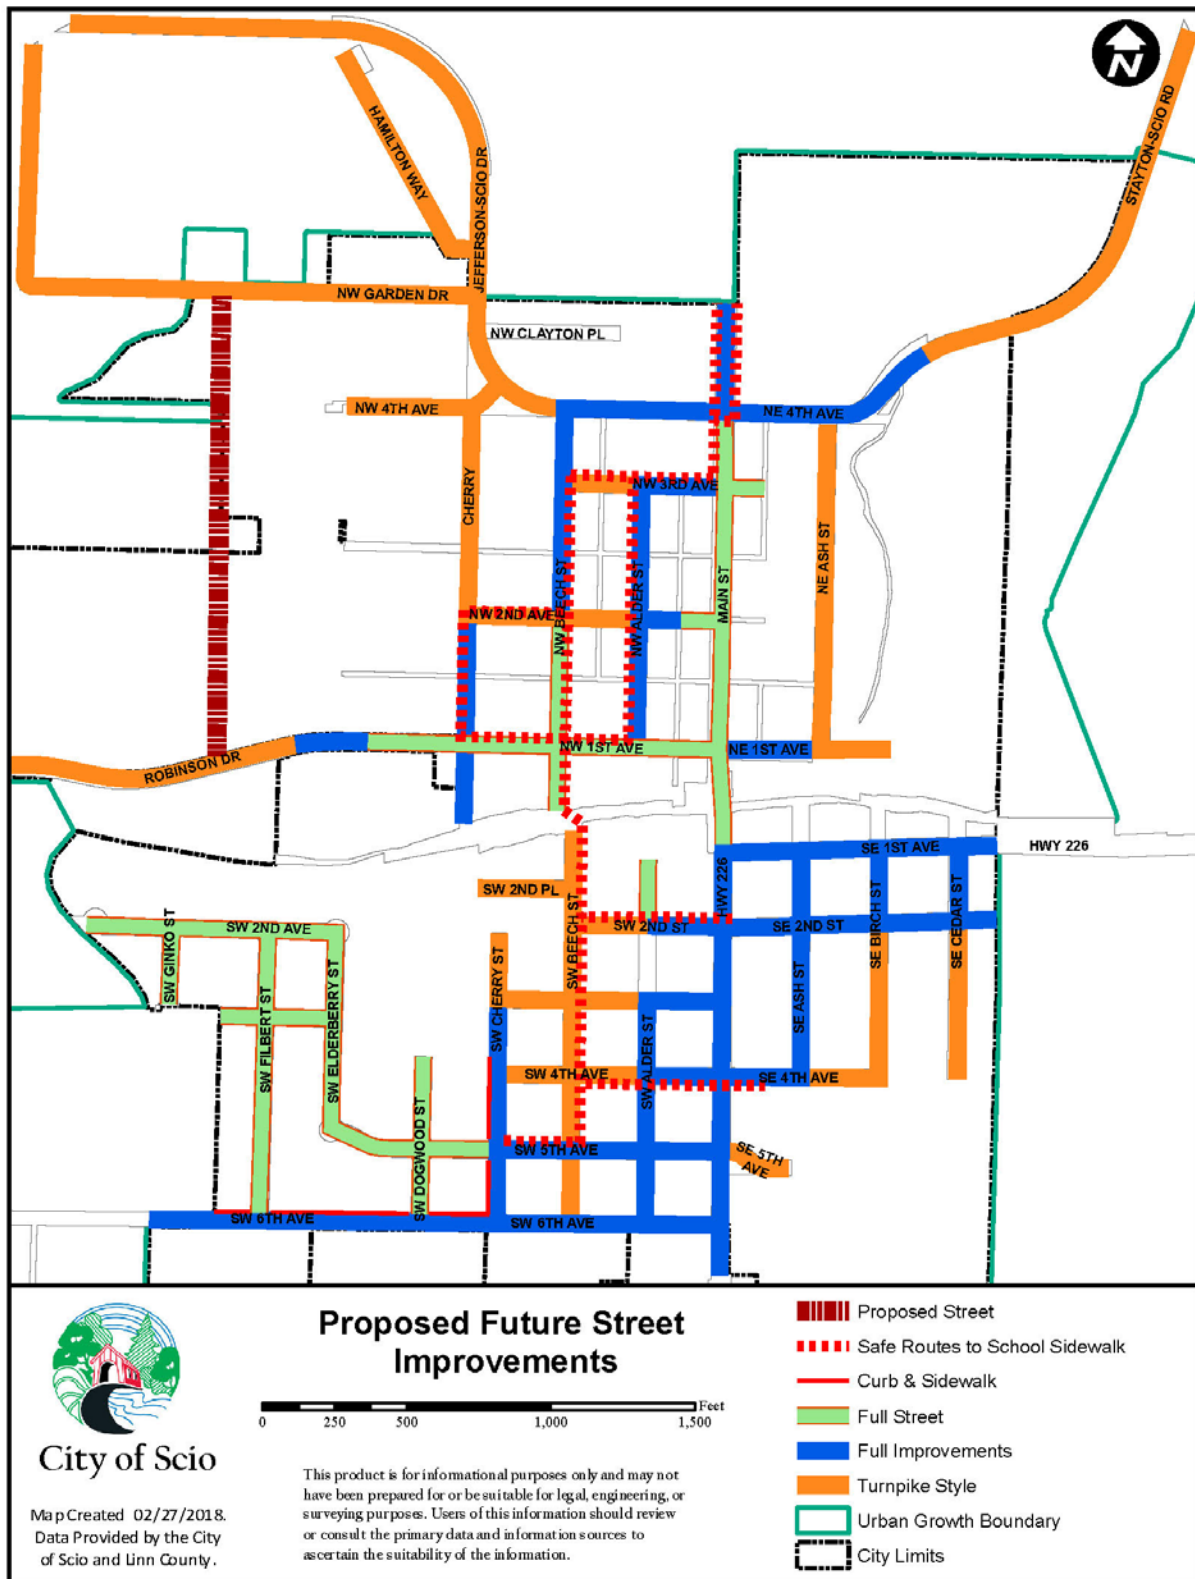 N
STAYTON-SCIO RD
HAMILTON WAY
JEFFERSON-SCIO DR
NW GARDEN DR
NW CLAYTON PL
NW 4TH AVE
NE 4TH AVE
CHERRY
NW 3RD AVE
NW BEECH ST
NW ALDER ST
MAIN ST
NE ASH ST
NW 2ND AVE
NW 1ST AVE
NE 1ST AVE
ROBINSON DR
SE 1ST AVE
HWY 226
HWY 226
SW 2ND PL
SW BEECH ST
SW 2ND AVE
SW 2ND ST
SE 2ND ST
SW GINKO ST
SW FILBERT ST
SW ELDERBERRY ST
SW CHERRY ST
SE ASH ST
SE BIRCH ST
SE CEDAR ST
SW ALDER ST
SW 4TH AVE
SE 4TH AVE
SW DOGWOOD ST
SW 5TH AVE
SE 5TH
AVE
SW 6TH AVE
SW 6TH AVE
City of Scio
Map Created 02/27/2018.
Data Provided by the City
of Scio and Linn County.
Proposed Future Street
Improvements
Feet
0 250 500 1,000 1,500
This product is for informational purposes only and may not
have been prepared for or be suitable for legal, engineering, or
surveying purposes. Users of this information should review
or consult the primary data and information sources to
ascertain the suitability of the information.
Proposed Street
Safe Routes to School Sidewalk
Curb & Sidewalk
Full Street
Full Improvements
Turnpike Style
Urban Growth Boundary
City Limits